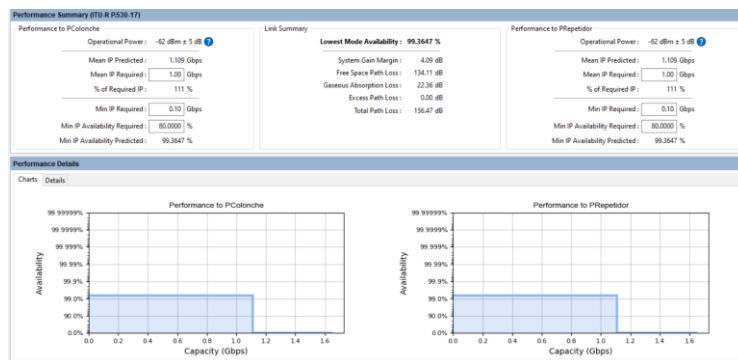 Performance Summary (ITU-R P.530-17)
Performance to PColonche
Operational Power : -62 dBm ± 5 dB ?
Mean IP Predicted : 1.109 Gbps
Mean IP Required : 1.00 Gbps
% of Required IP : 111 %
Min IP Required : 0.10 Gbps
Min IP Availability Required : 80.0000 %
Min IP Availability Predicted : 99.3647 %
Link Summary
Lowest Mode Availability : 99.3647 %
System Gain Margin : 4.09 dB
Free Space Path Loss : 134.11 dB
Gaseous Absorption Loss : 22.36 dB
Excess Path Loss : 0.00 dB
Total Path Loss : 156.47 dB
Performance to PRepetidor
Operational Power : -62 dBm ± 5 dB ?
Mean IP Predicted : 1.109 Gbps
Mean IP Required : 1.00 Gbps
% of Required IP : 111 %
Min IP Required : 0.10 Gbps
Min IP Availability Required : 80.0000 %
Min IP Availability Predicted : 99.3647 %
Performance Details
Charts Details
Performance to PColonche
99.99999%
99.9999%
99.999%
99.99%
99.9%
99.0%
90.0%
0.0%
Availability
0.0 0.2 0.4 0.6 0.8 1.0 1.2 1.4 1.6
Capacity (Gbps)
Performance to PRepetidor
99.99999%
99.9999%
99.999%
99.99%
99.9%
99.0%
90.0%
0.0%
Availability
0.0 0.2 0.4 0.6 0.8 1.0 1.2 1.4 1.6
Capacity (Gbps)